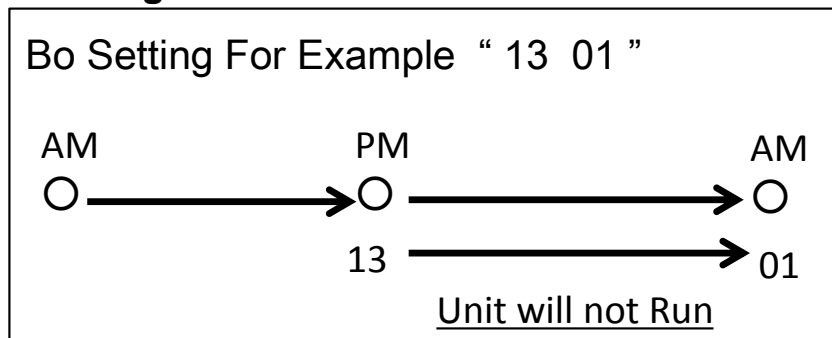 Bo Setting For Example “ 13 01 ”
AM PM AM
13 01
Unit will not Run